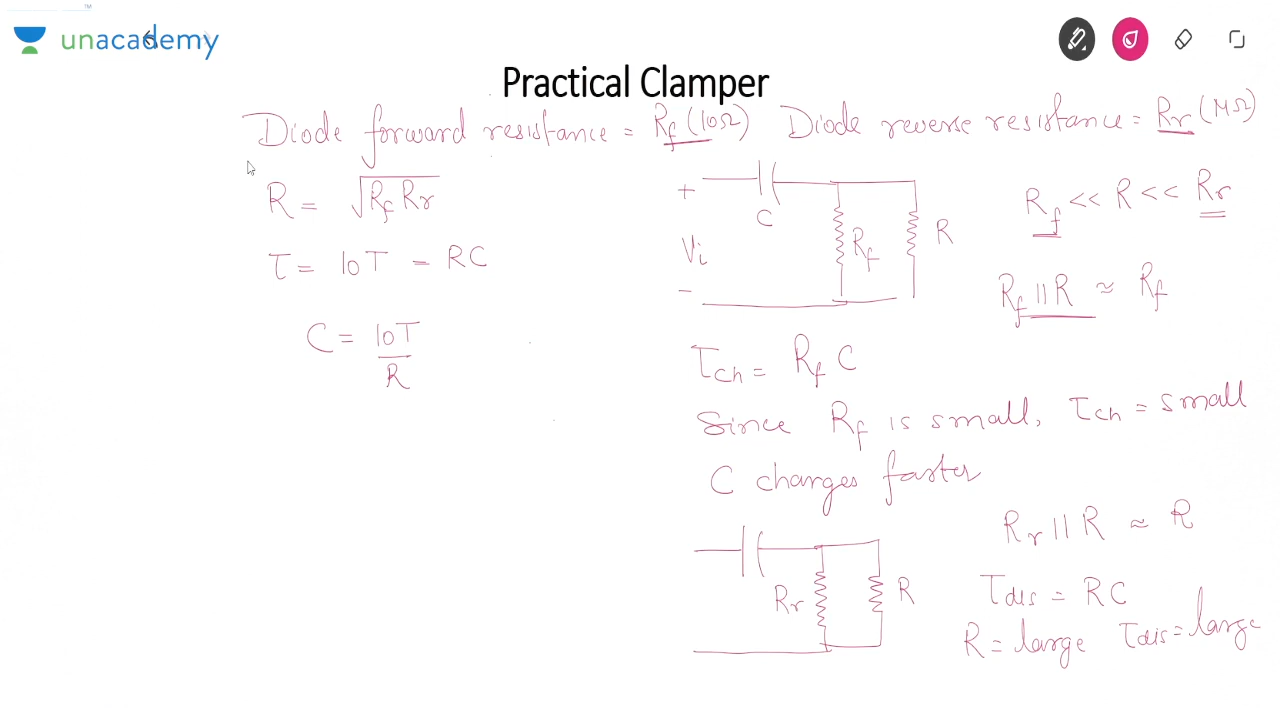 unacademy
Practical Clamper
Diode forward resistance = Rf (10Ω) Diode reverse resistance = Rr (MΩ)
R = √Rf Rr
τ = 10T = RC
C = 10T / R
+
C
Vi
-
Rf
R
Rf << R << Rr
Rf || R ≈ Rf
τch = Rf C
Since Rf is small, τch = small
C charges faster
Rr
R
Rr || R ≈ R
τdis = RC
R = large τdis = large